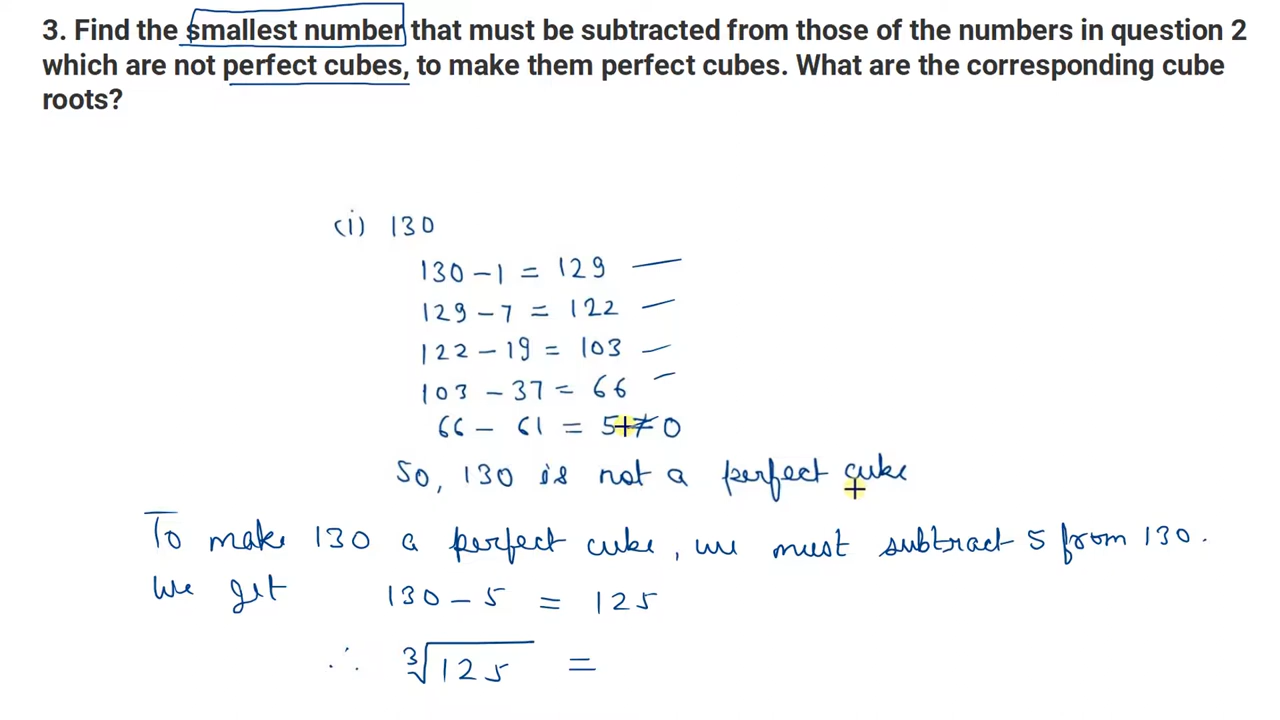 3. Find the smallest number that must be subtracted from those of the numbers in question 2
which are not perfect cubes, to make them perfect cubes. What are the corresponding cube
roots?
(i) 130
130 - 1 = 129 —
129 - 7 = 122 —
122 - 19 = 103 —
103 - 37 = 66 —
66 - 61 = 5 ≠ 0
So, 130 is not a perfect cube
To make 130 a perfect cube, we must subtract 5 from 130.
We get 130 - 5 = 125
∴ ∛125 =